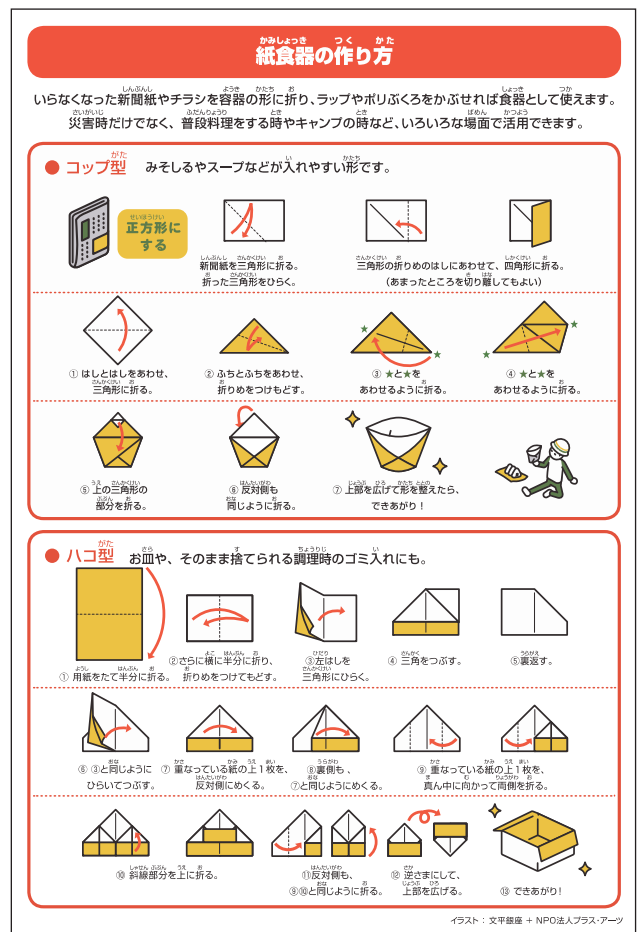 紙食器の作り方
いらなくなった新聞紙やチラシを容器の形に折り、ラップやポリぶくろをかぶせれば食器として使えます。
災害時だけでなく、普段料理をする時やキャンプの時など、いろいろな場面で活用できます。
● コップ型 みそしるやスープなどが入れやすい形です。
正方形に
する
新聞紙を三角形に折る。
折った三角形をひらく。
三角形の折りめのはしにあわせて、四角形に折る。
(あまったところを切り離してもよい)
① はしとはしをあわせ、
三角形に折る。
② ふちとふちをあわせ、
折りめをつけもどす。
③ ★と★を
あわせるように折る。
④ ★と★を
あわせるように折る。
⑤ 上の三角形の
部分を折る。
⑥ 反対側も
同じように折る。
⑦ 上部を広げて形を整えたら、
できあがり！
● ハコ型 お皿や、そのまま捨てられる調理時のゴミ入れにも。
① 用紙をたて半分に折る。
②さらに横に半分に折り、
折りめをつけてもどす。
③左はしを
三角形にひらく。
④ 三角をつぶす。
⑤裏返す。
⑥ ③と同じように
ひらいてつぶす。
⑦ 重なっている紙の上1枚を、
反対側にめくる。
⑧裏側も、
⑦と同じようにめくる。
⑨ 重なっている紙の上1枚を、
真ん中に向かって両側を折る。
⑩ 斜線部分を上に折る。
⑪反対側も、
⑨⑩と同じように折る。
⑫ 逆さまにして、
上部を広げる。
⑬ できあがり！
イラスト：文平銀座 + NPO法人プラス・アーツ